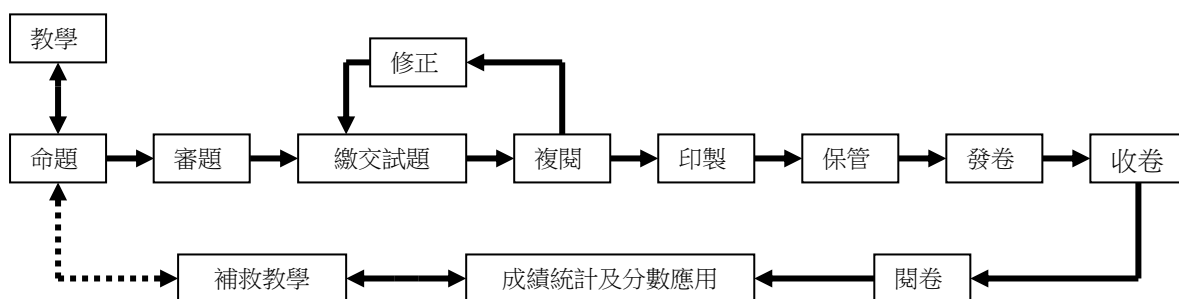 教學
修正
命題
審題
繳交試題
複閱
印製
保管
發卷
收卷
補救教學
成績統計及分數應用
閱卷